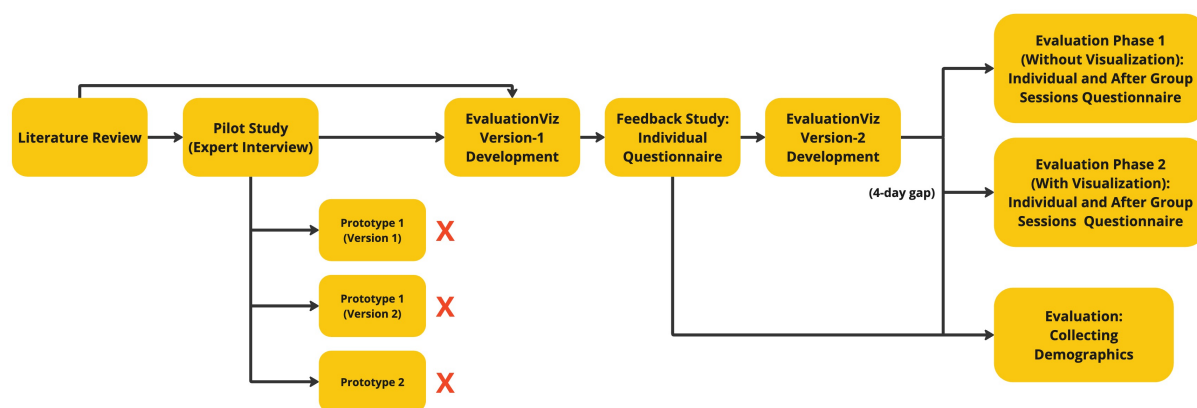 Literature Review
Pilot Study
(Expert Interview)
Prototype 1
(Version 1)
X
Prototype 1
(Version 2)
X
Prototype 2
X
EvaluationViz
Version-1
Development
Feedback Study:
Individual
Questionnaire
EvaluationViz
Version-2
Development
(4-day gap)
Evaluation Phase 1
(Without Visualization):
Individual and After Group
Sessions Questionnaire
Evaluation Phase 2
(With Visualization):
Individual and After Group
Sessions Questionnaire
Evaluation:
Collecting
Demographics